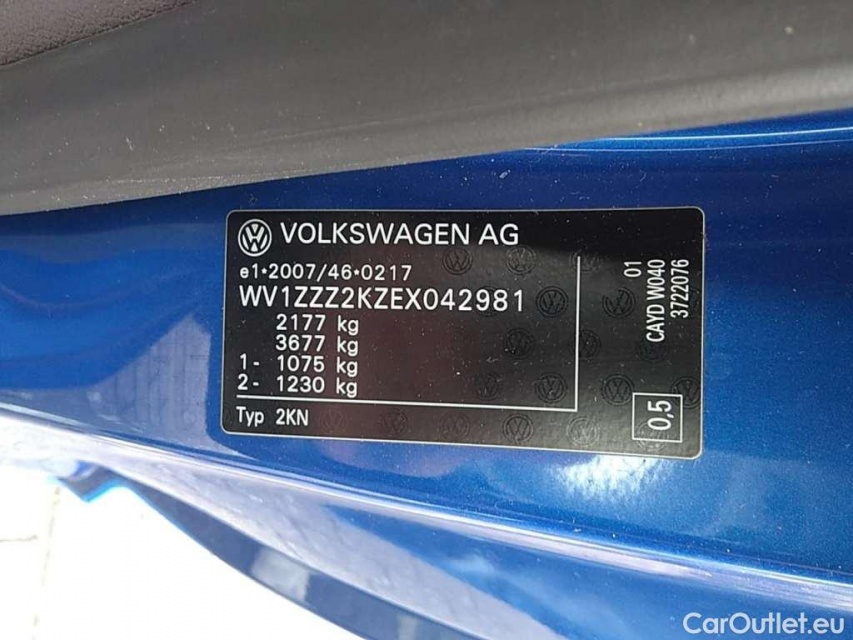 VOLKSWAGEN AG
e1*2007/46*0217
WV1ZZZ2KZEX042981
2177 kg
3677 kg
1- 1075 kg
2- 1230 kg
Typ 2KN
01
CAYD W040
3722076
0,5
CarOutlet.eu